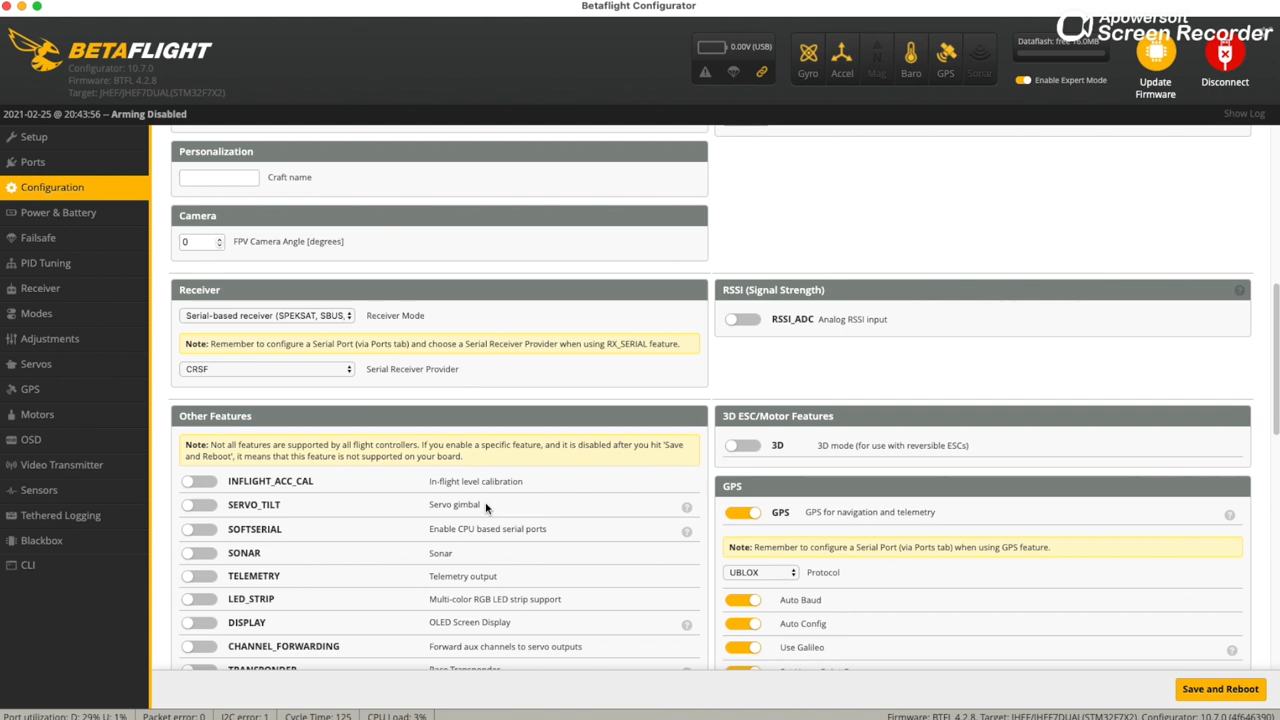 Betaflight Configurator
Apowersoft
Screen Recorder
BETAFLIGHT
Configurator: 10.7.0
Firmware: BTFL 4.2.8
Target: JHEF/JHEF7DUAL(STM32F7X2)
0.00V (USB)
Gyro
Accel
Mag
Baro
GPS
Sonar
Dataflash: free 16.0MB
Enable Expert Mode
Update
Firmware
Disconnect
2021-02-25 @ 20:43:56 -- Arming Disabled
Show Log
Setup
Ports
Configuration
Power & Battery
Failsafe
PID Tuning
Receiver
Modes
Adjustments
Servos
GPS
Motors
OSD
Video Transmitter
Sensors
Tethered Logging
Blackbox
CLI
Personalization
Craft name
Camera
0 FPV Camera Angle [degrees]
Receiver
Serial-based receiver (SPEKSAT, SBUS, Receiver Mode
Note: Remember to configure a Serial Port (via Ports tab) and choose a Serial Receiver Provider when using RX_SERIAL feature.
CRSF Serial Receiver Provider
RSSI (Signal Strength)
RSSI_ADC Analog RSSI input
Other Features
Note: Not all features are supported by all flight controllers. If you enable a specific feature, and it is disabled after you hit 'Save
and Reboot', it means that this feature is not supported on your board.
INFLIGHT_ACC_CAL In-flight level calibration
SERVO_TILT Servo gimbal
SOFTSERIAL Enable CPU based serial ports
SONAR Sonar
TELEMETRY Telemetry output
LED_STRIP Multi-color RGB LED strip support
DISPLAY OLED Screen Display
CHANNEL_FORWARDING Forward aux channels to servo outputs
TRANSPONDER Race Transponder
3D ESC/Motor Features
3D 3D mode (for use with reversible ESCs)
GPS
GPS GPS for navigation and telemetry
Note: Remember to configure a Serial Port (via Ports tab) when using GPS feature.
UBLOX Protocol
Auto Baud
Auto Config
Use Galileo
Save and Reboot
Port utilization: D: 29% U: 1% Packet error: 0 I2C error: 1 Cycle Time: 125 CPU Load: 3%
Firmware: BTFL 4.2.8, Target: JHEF/JHEF7DUAL(STM32F7X2), Configurator: 10.7.0 (4f646390)